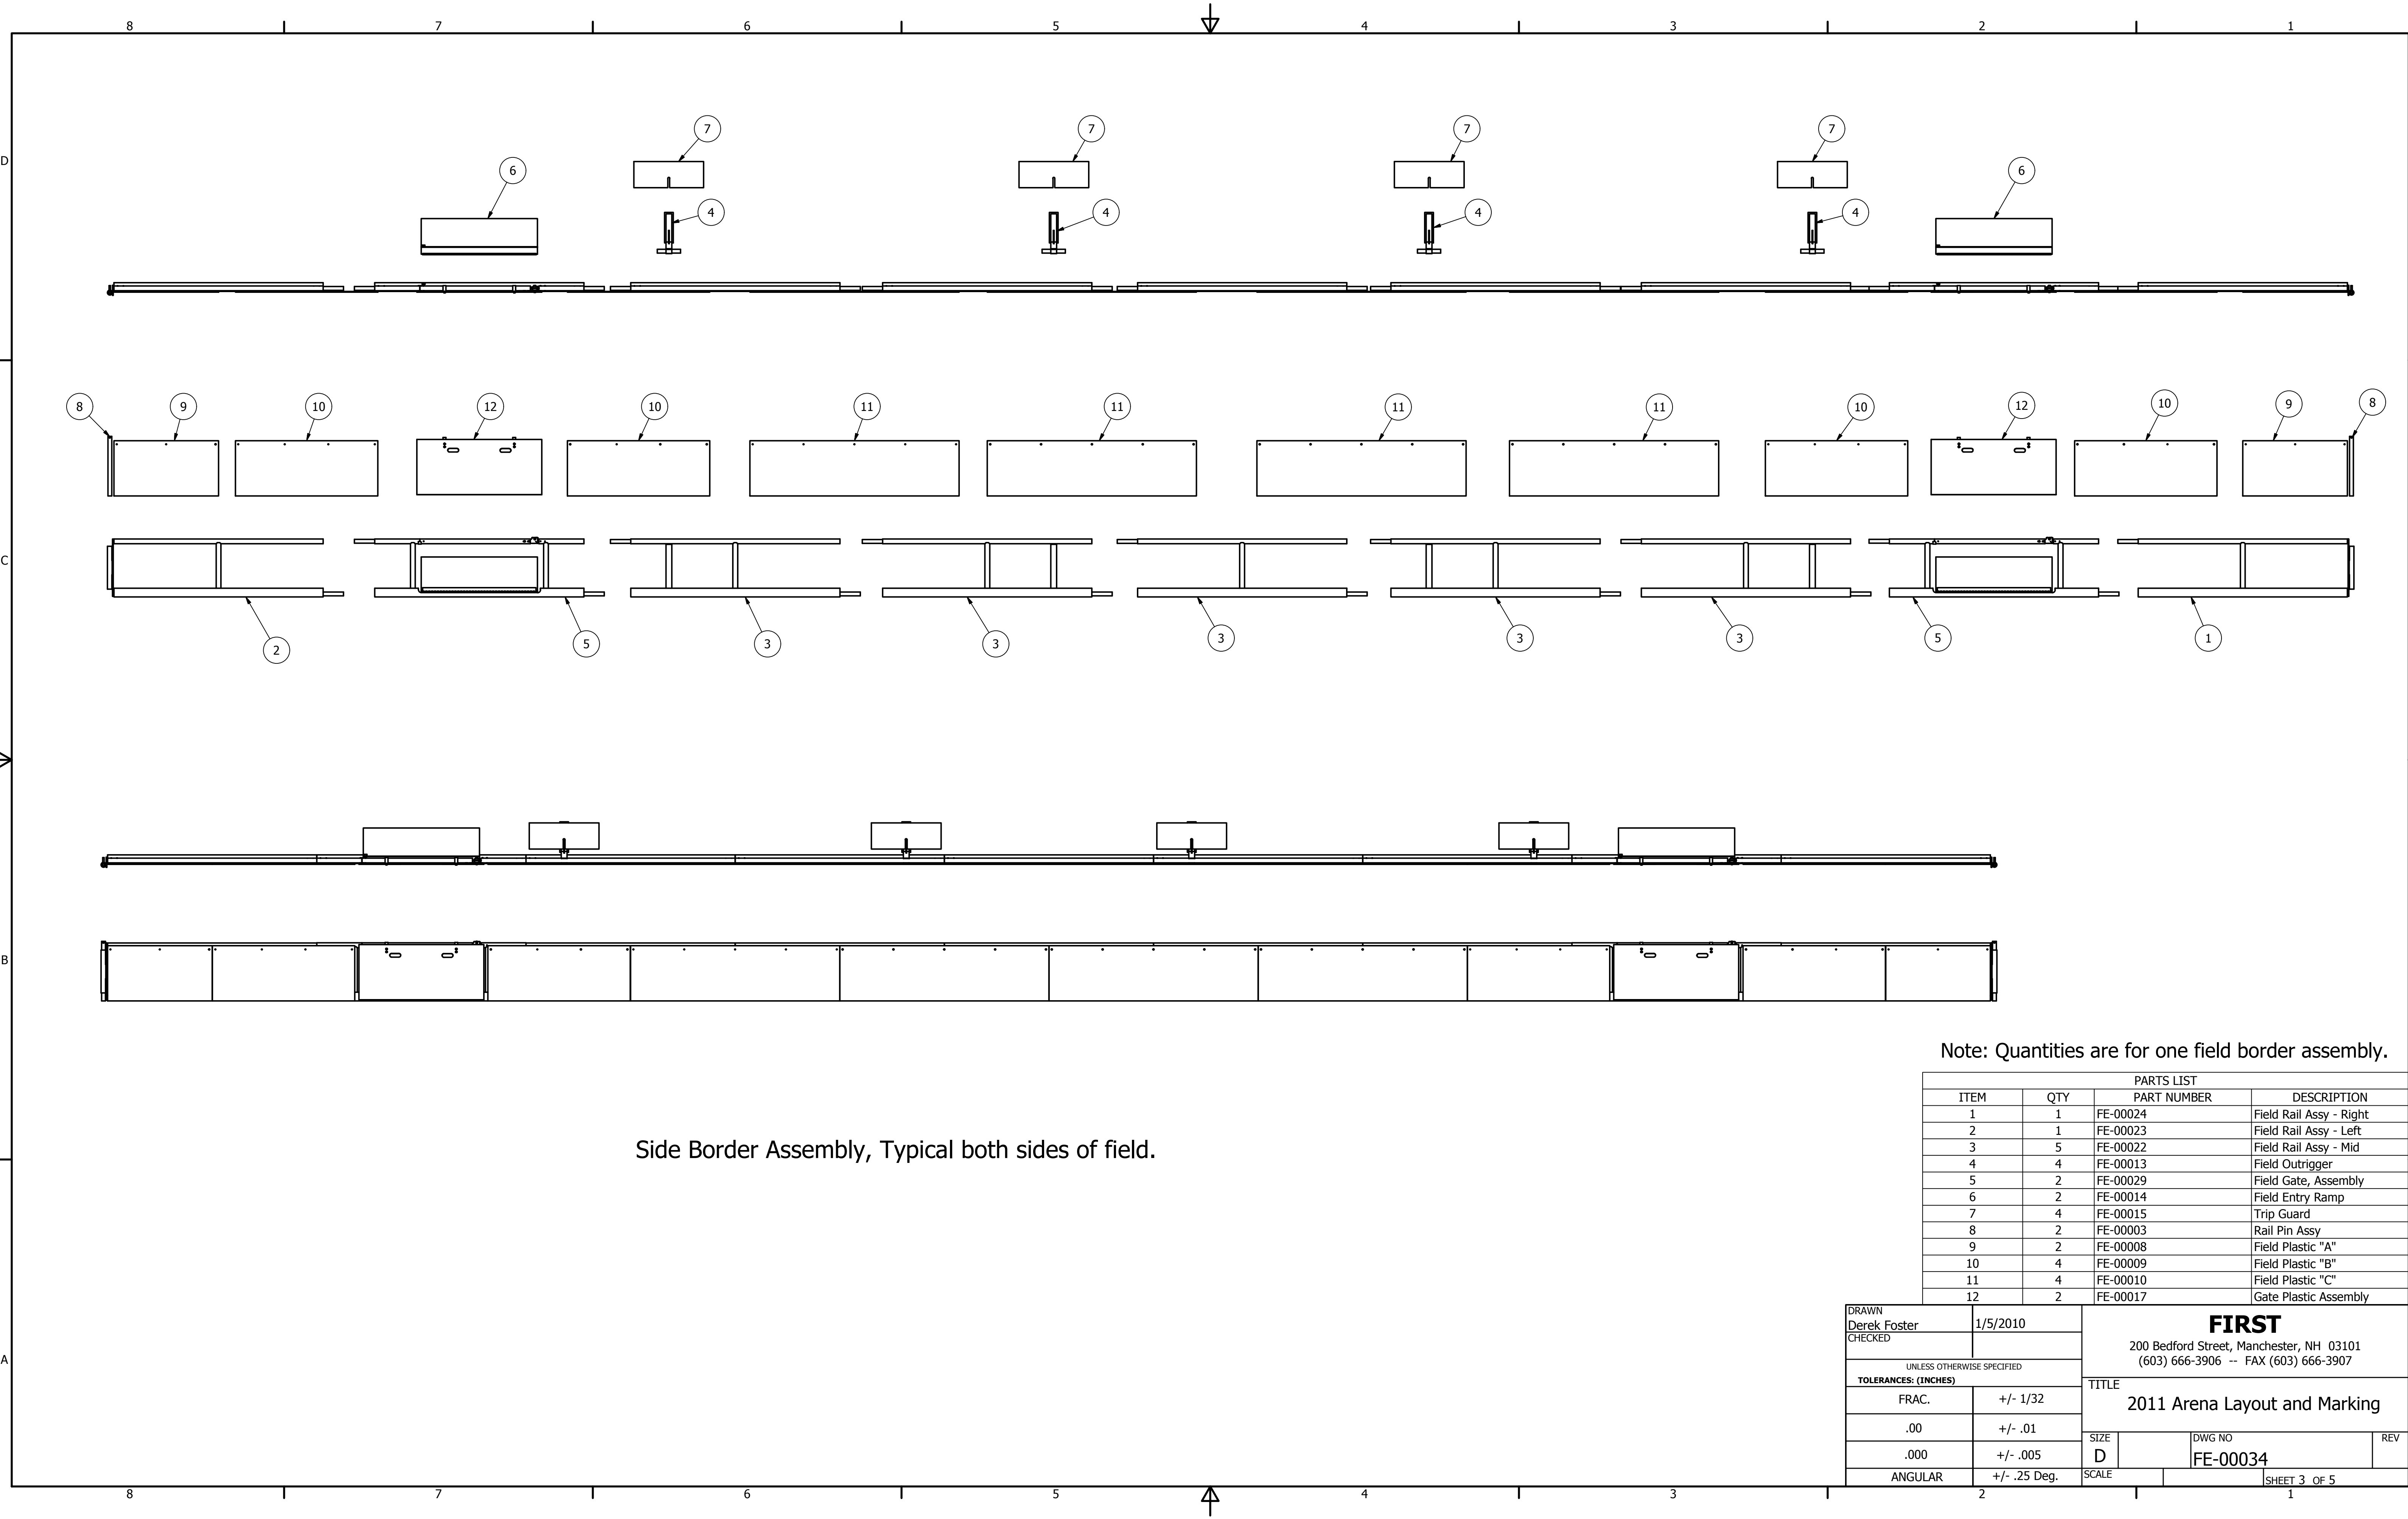 8 7 6 5 4 3 2 1
7 7 7 7
D
6 6
4 4 4 4
8 9 10 12 10 11 11 11 11 10 12 10 9 8
C
2 5 3 3 3 3 3 5 1
B
Note: Quantities are for one field border assembly.
PARTS LIST
ITEM QTY PART NUMBER DESCRIPTION
1 1 FE-00024 Field Rail Assy - Right
2 1 FE-00023 Field Rail Assy - Left
3 5 FE-00022 Field Rail Assy - Mid
4 4 FE-00013 Field Outrigger
5 2 FE-00029 Field Gate, Assembly
6 2 FE-00014 Field Entry Ramp
7 4 FE-00015 Trip Guard
8 2 FE-00003 Rail Pin Assy
9 2 FE-00008 Field Plastic "A"
10 4 FE-00009 Field Plastic "B"
11 4 FE-00010 Field Plastic "C"
12 2 FE-00017 Gate Plastic Assembly
Side Border Assembly, Typical both sides of field.
DRAWN
Derek Foster 1/5/2010
CHECKED
UNLESS OTHERWISE SPECIFIED
TOLERANCES: (INCHES)
FRAC. +/- 1/32
.00 +/- .01
.000 +/- .005
ANGULAR +/- .25 Deg.
FIRST
200 Bedford Street, Manchester, NH 03101
(603) 666-3906 -- FAX (603) 666-3907
TITLE
2011 Arena Layout and Marking
SIZE DWG NO REV
D FE-00034
SCALE SHEET 3 OF 5
A
8 7 6 5 4 3 2 1